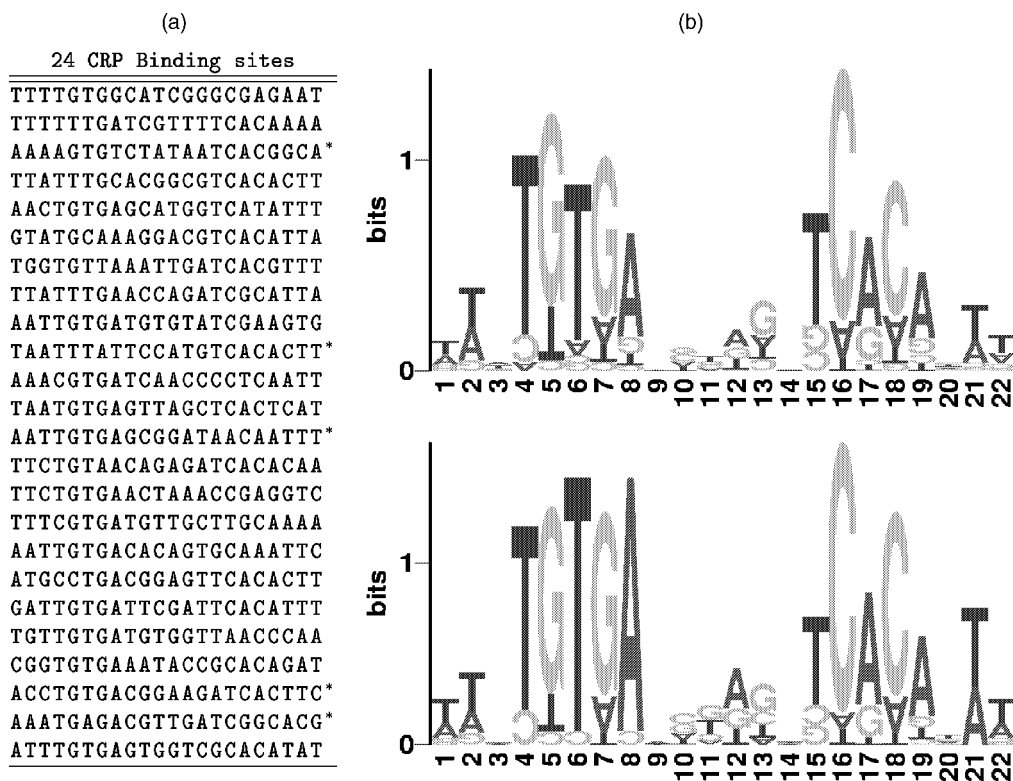 (a)
24 CRP Binding sites
TTTTGTGGCATCGGGCGAGAAT
TTTTTTGATCGTTTTCACAAAA
AAAAGTGTCTATAATCACGGCA*
TTATTTGCACGGCGTCACACTT
AACTGTGAGCATGGTCATATTT
GTATGCAAAGGACGTCACATTA
TGGTGTTAAATTGATCACGTTT
TTATTTGAACCAGATCGCATTA
AATTGTGATGTGTATCGAAGTG
TAATTTATTCCATGTCACACTT*
AAACGTGATCAACCCCTCAATT
TAATGTGAGTTAGCTCACTCAT
AATTGTGAGCGGATAACAATTT*
TTCTGTAACAGAGATCACACAA
TTCTGTGAACTAAACCGAGGTC
TTTCGTGATGTTGCTTGCAAAA
AATTGTGACACAGTGCAAATTC
ATGCCTGACGGAGTTCACACTT
GATTGTGATTCGATTCACATTT
TGTTGTGATGTGGTTAACCCAA
CGGTGTGAAATACCGCACAGAT
ACCTGTGACGGAAGATCACTTC*
AAATGAGACGTTGATCGGCACG*
ATTTGTGAGTGGTCGCACATAT
(b)
bits
1
0
1 2 3 4 5 6 7 8 9 10 11 12 13 14 15 16 17 18 19 20 21 22
bits
1
0
1 2 3 4 5 6 7 8 9 10 11 12 13 14 15 16 17 18 19 20 21 22